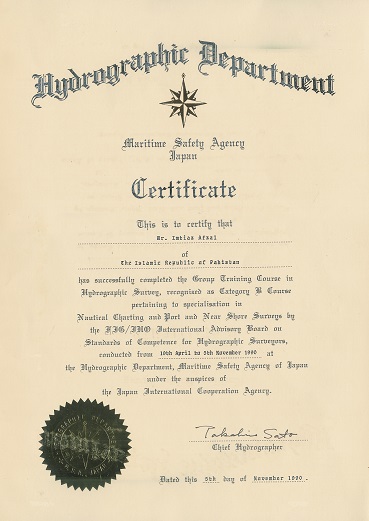 Hydrographic Department
Maritime Safety Agency
Japan
Certificate
This is to certify that
Mr. Imtiaz Afzal
of
The Islamic Republic of Pakistan
has successfully completed the Group Training Course in
Hydrographic Survey, recognized as Category B Course
pertaining to specialisation in
Nautical Charting and Port and Near Shore Surveys by
the FIG/IHO International Advisory Board on
Standards of Competence for Hydrographic Surveyors,
conducted from 10th April to 5th November 1990 at
the Hydrographic Department, Maritime Safety Agency of Japan
under the auspices of
the Japan International Cooperation Agency.
Takahiro Sato
Chief Hydrographer
Dated this 5th day of November 1990.